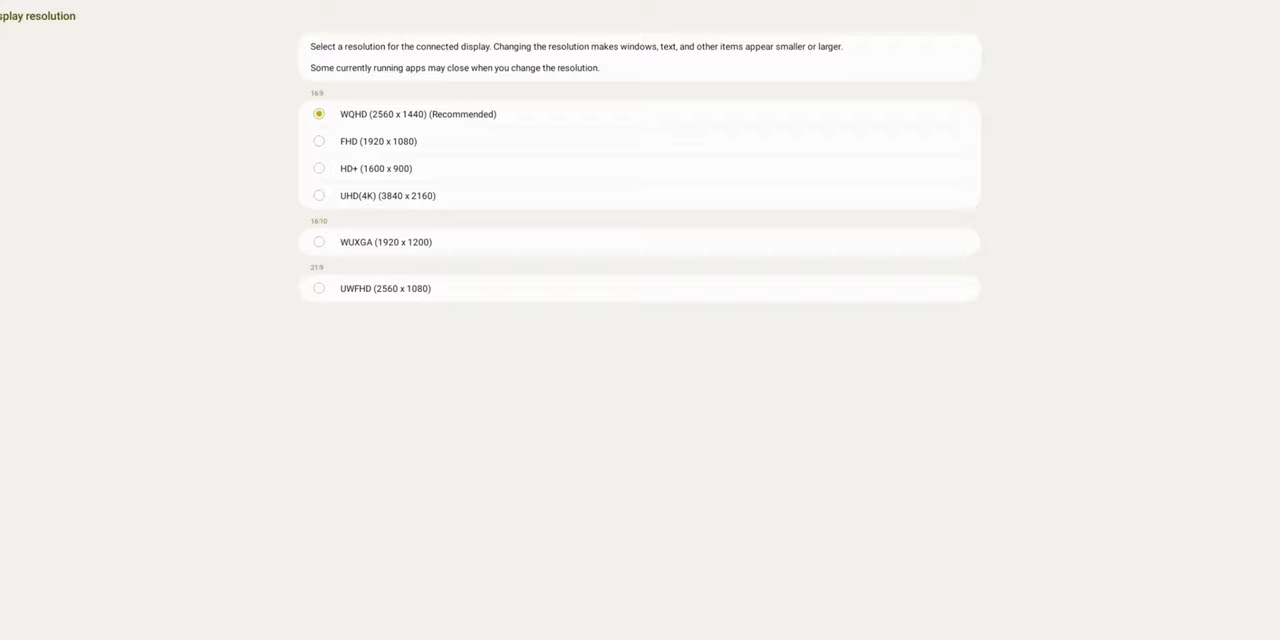 splay resolution
Select a resolution for the connected display. Changing the resolution makes windows, text, and other items appear smaller or larger.
Some currently running apps may close when you change the resolution.
16:9
WQHD (2560 x 1440) (Recommended)
FHD (1920 x 1080)
HD+ (1600 x 900)
UHD(4K) (3840 x 2160)
16:10
WUXGA (1920 x 1200)
21:9
UWFHD (2560 x 1080)